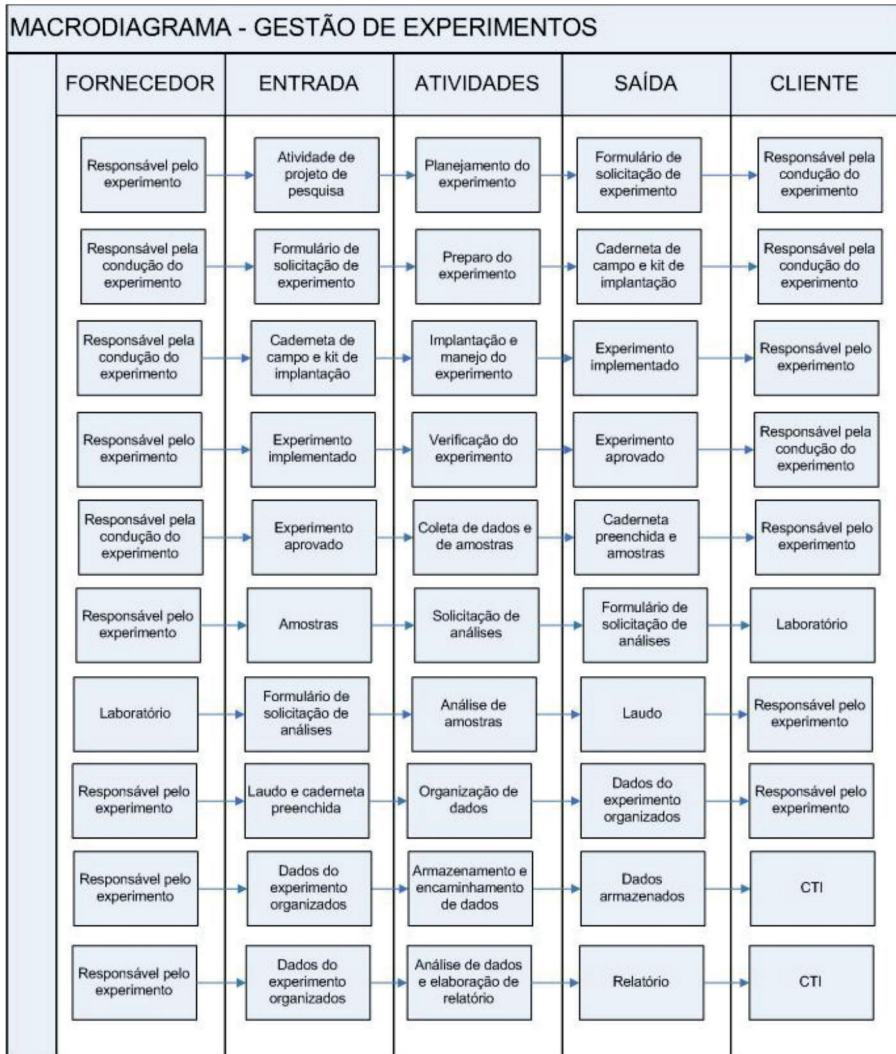 MACRODIAGRAMA - GESTÃO DE EXPERIMENTOS
FORNECEDOR
ENTRADA
ATIVIDADES
SAÍDA
CLIENTE
Responsável pelo
experimento
Atividade de
projeto de
pesquisa
Planejamento do
experimento
Formulário de
solicitação de
experimento
Responsável pela
condução do
experimento
Responsável pela
condução do
experimento
Formulário de
solicitação de
experimento
Preparo do
experimento
Caderneta de
campo e kit de
implantação
Responsável pela
condução do
experimento
Responsável pela
condução do
experimento
Caderneta de
campo e kit de
implantação
Implantação e
manejo do
experimento
Experimento
implementado
Responsável pelo
experimento
Responsável pelo
experimento
Experimento
implementado
Verificação do
experimento
Experimento
aprovado
Responsável pela
condução do
experimento
Responsável pela
condução do
experimento
Experimento
aprovado
Coleta de dados e
de amostras
Caderneta
preenchida e
amostras
Responsável pelo
experimento
Responsável pelo
experimento
Amostras
Solicitação de
análises
Formulário de
solicitação de
análises
Laboratório
Laboratório
Formulário de
solicitação de
análises
Análise de
amostras
Laudo
Responsável pelo
experimento
Responsável pelo
experimento
Laudo e caderneta
preenchida
Organização de
dados
Dados do
experimento
organizados
Responsável pelo
experimento
Responsável pelo
experimento
Dados do
experimento
organizados
Armazenamento e
encaminhamento
de dados
Dados
armazenados
CTI
Responsável pelo
experimento
Dados do
experimento
organizados
Análise de dados
e elaboração de
relatório
Relatório
CTI